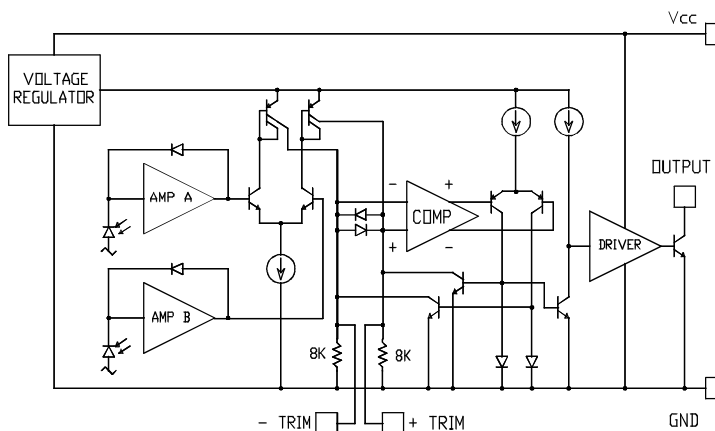 Vcc
VOLTAGE
REGULATOR
OUTPUT
AMP A
- +
COMP
+ -
DRIVER
AMP B
8K
8K
- TRIM
+ TRIM
GND